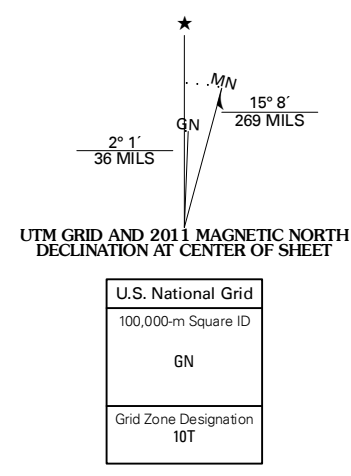 ★
MN
GN
15° 8´
269 MILS
2° 1´
36 MILS
UTM GRID AND 2011 MAGNETIC NORTH
DECLINATION AT CENTER OF SHEET
U.S. National Grid
100,000-m Square ID
GN
Grid Zone Designation
10T